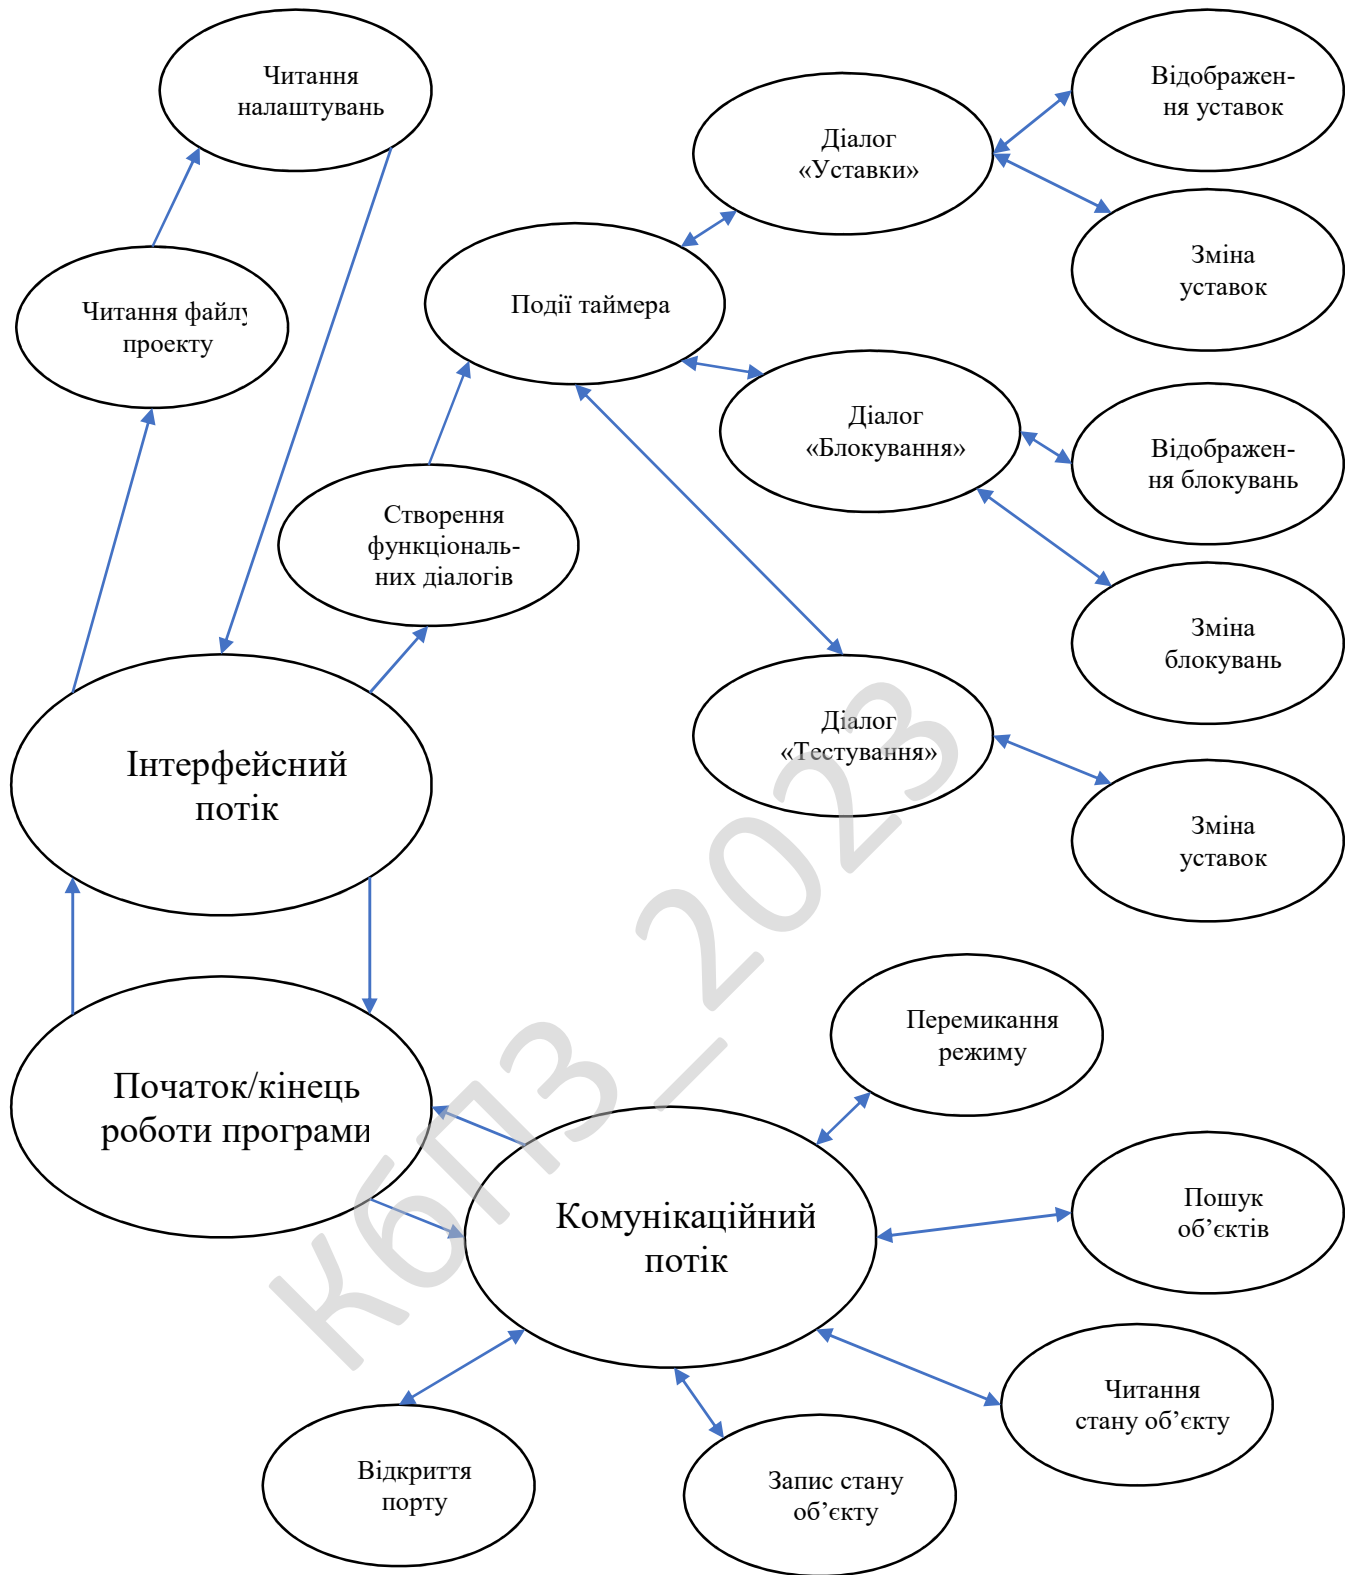 Читання
налаштувань
Відображен-
ня уставок
Діалог
«Уставки»
Зміна
уставок
Читання файлу
проекту
Події таймера
Діалог
«Блокування»
Відображен-
ня блокувань
Створення
функціональ-
них діалогів
Зміна
блокувань
Діалог
«Тестування»
Інтерфейсний
потік
Зміна
уставок
Перемикання
режиму
Початок/кінець
роботи програми
Комунікаційний
потік
Пошук
об’єктів
Читання
стану об’єкту
Відкриття
порту
Запис стану
об’єкту
КбПЗ_2023